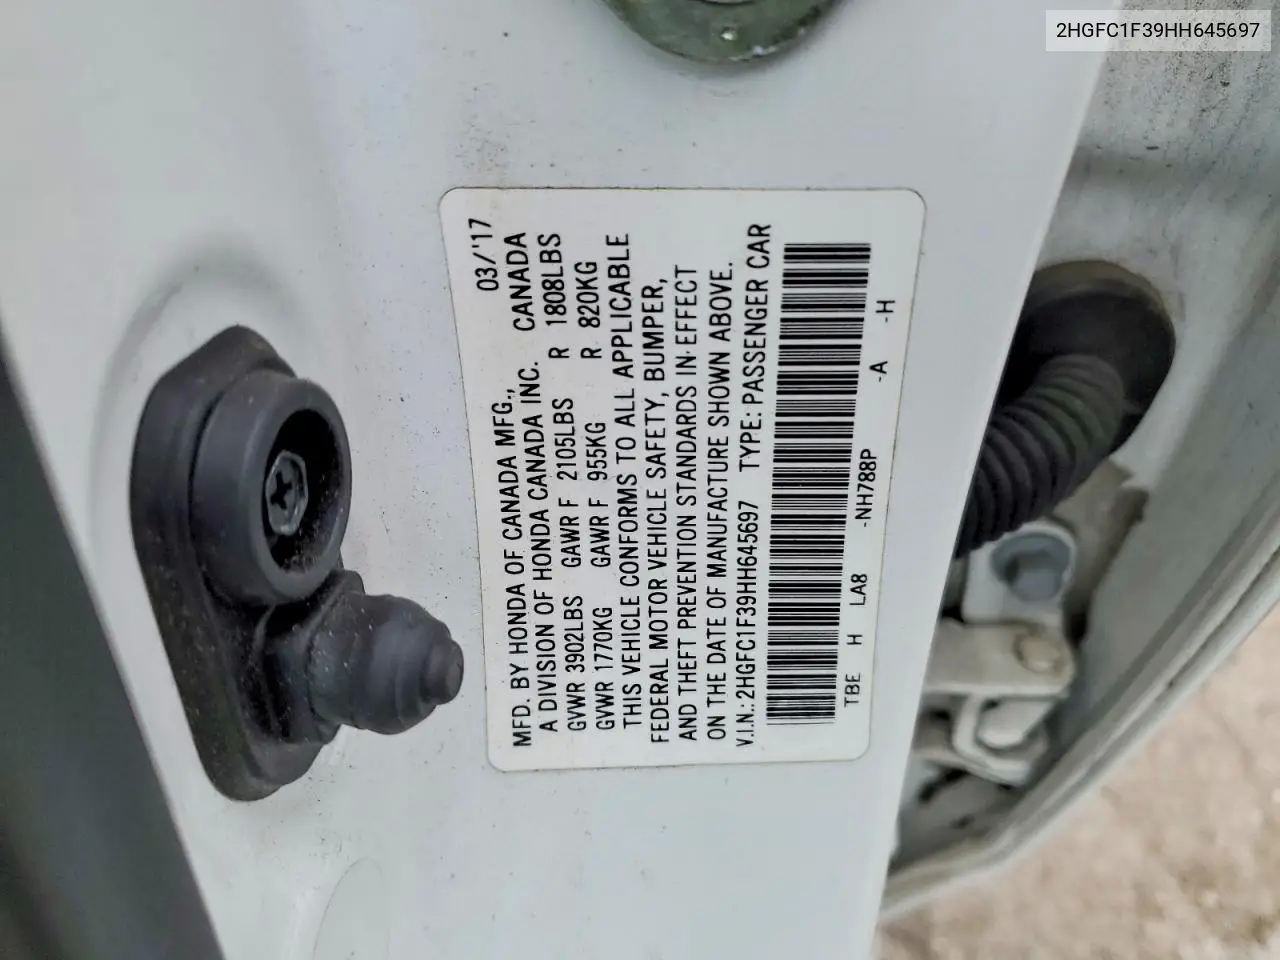 2HGFC1F39HH645697
MFD. BY HONDA OF CANADA MFG., 03/'17
A DIVISION OF HONDA CANADA INC. CANADA
GVWR 3902LBS GAWR F 2105LBS R 1808LBS
GVWR 1770KG GAWR F 955KG R 820KG
THIS VEHICLE CONFORMS TO ALL APPLICABLE
FEDERAL MOTOR VEHICLE SAFETY, BUMPER,
AND THEFT PREVENTION STANDARDS IN EFFECT
ON THE DATE OF MANUFACTURE SHOWN ABOVE.
V.I.N.: 2HGFC1F39HH645697 TYPE: PASSENGER CAR
TBE H LA8 -NH788P -A -H